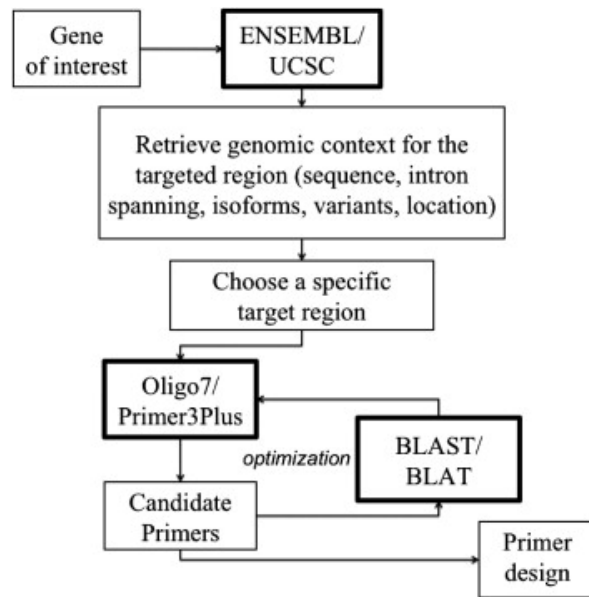 Gene
of interest
ENSEMBL/
UCSC
Retrieve genomic context for the
targeted region (sequence, intron
spanning, isoforms, variants, location)
Choose a specific
target region
Oligo7/
Primer3Plus
optimization
BLAST/
BLAT
Candidate
Primers
Primer
design